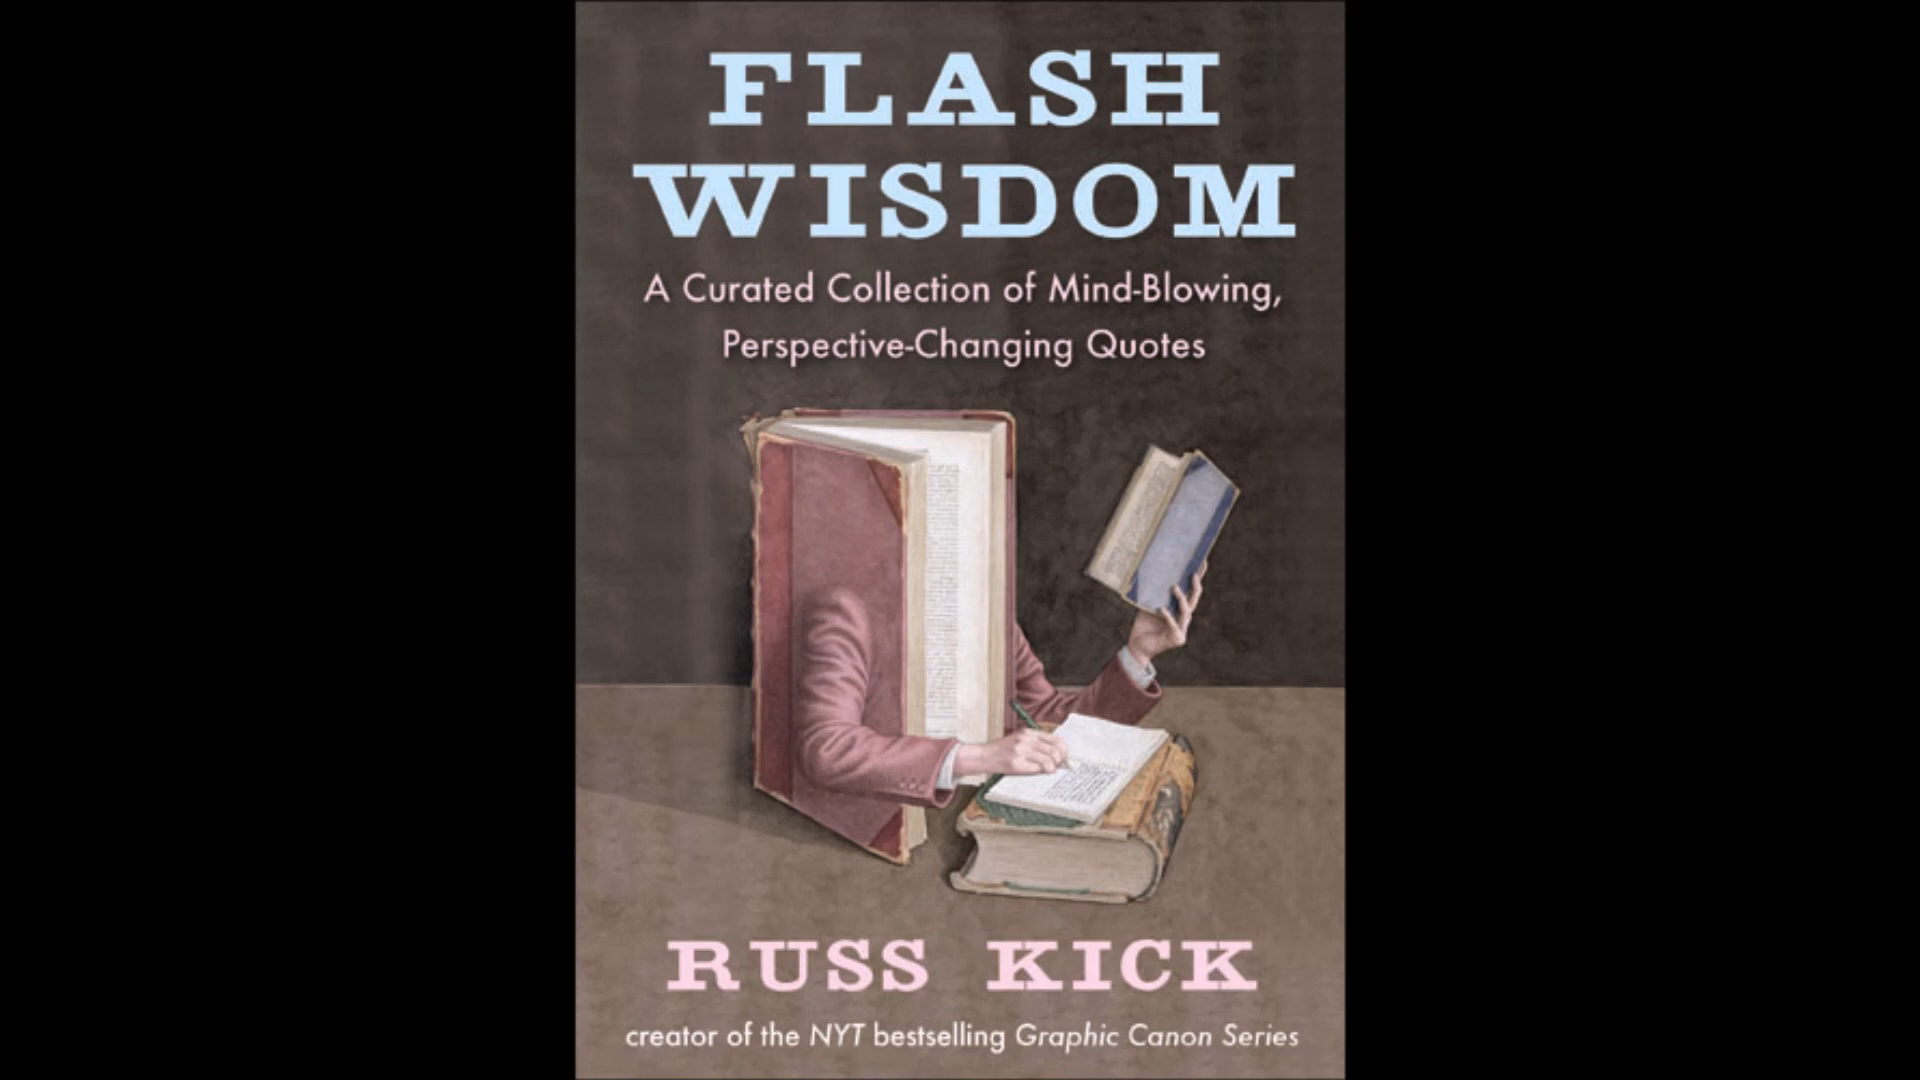 FLASH
WISDOM
A Curated Collection of Mind-Blowing,
Perspective-Changing Quotes
RUSS KICK
creator of the NYT bestselling Graphic Canon Series